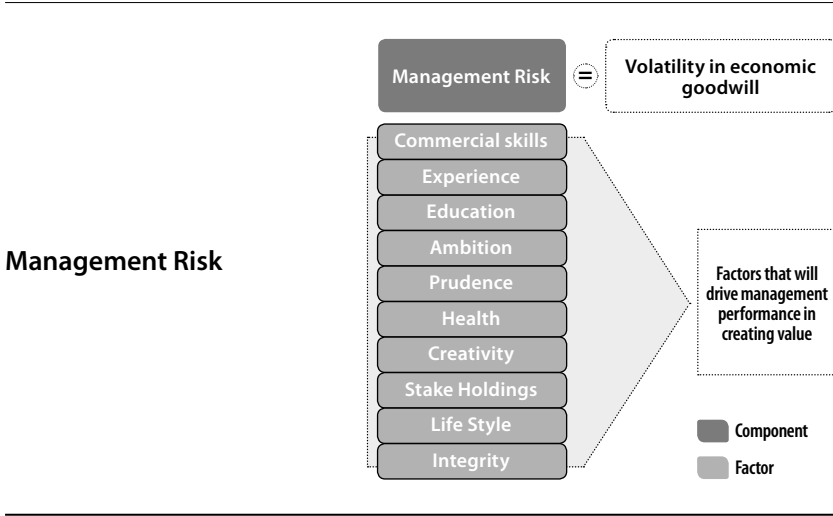 Management Risk
Management Risk
=
Volatility in economic
goodwill
Commercial skills
Experience
Education
Ambition
Prudence
Health
Creativity
Stake Holdings
Life Style
Integrity
Factors that will
drive management
performance in
creating value
Component
Factor